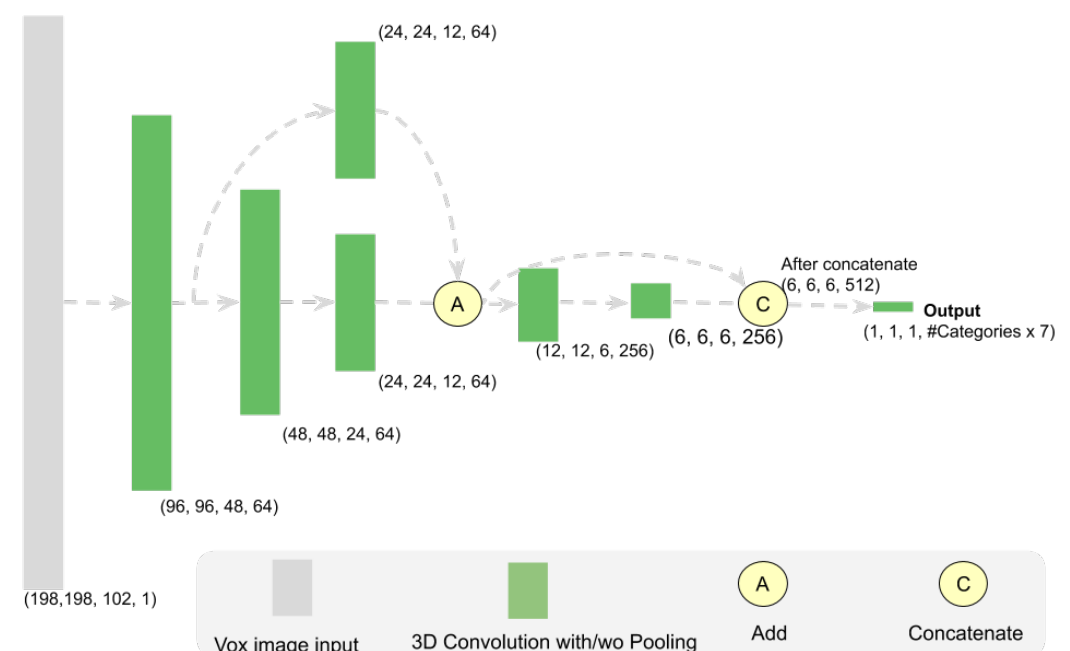 (24, 24, 12, 64)
A
After concatenate
(6, 6, 6, 512)
C
Output
(1, 1, 1, #Categories x 7)
(6, 6, 6, 256)
(12, 12, 6, 256)
(24, 24, 12, 64)
(48, 48, 24, 64)
(96, 96, 48, 64)
(198,198, 102, 1)
A
C
Vox image input
3D Convolution with/wo Pooling
Add
Concatenate